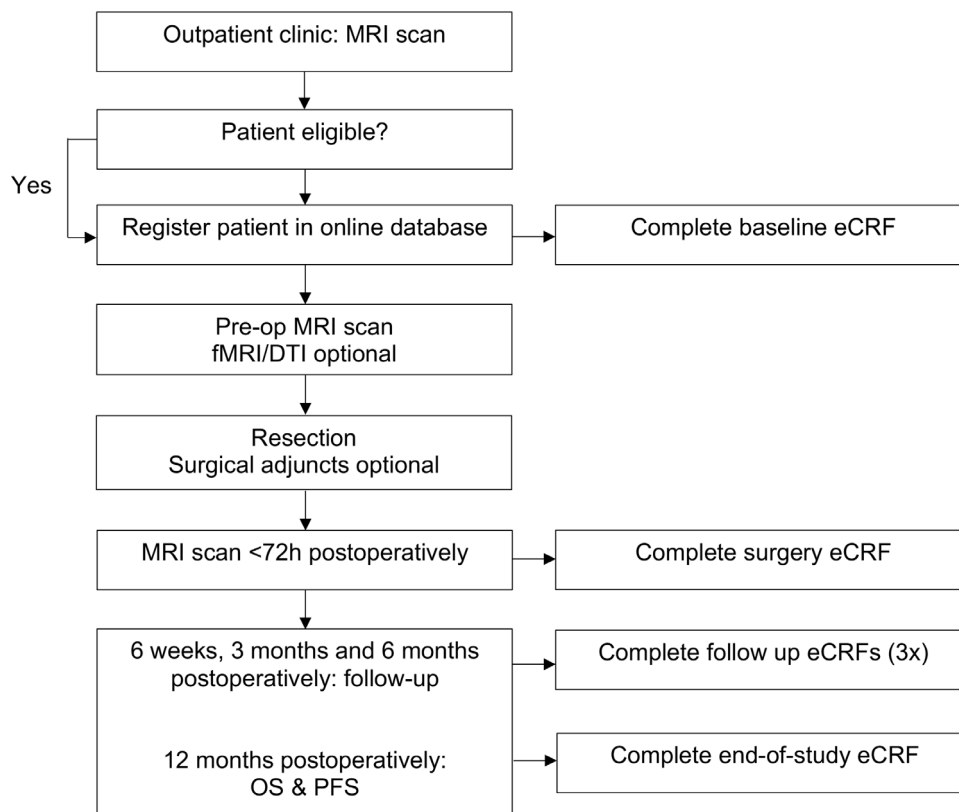 Outpatient clinic: MRI scan
Patient eligible?
Yes
Register patient in online database
Complete baseline eCRF
Pre-op MRI scan
fMRI/DTI optional
Resection
Surgical adjuncts optional
MRI scan <72h postoperatively
Complete surgery eCRF
6 weeks, 3 months and 6 months
postoperatively: follow-up
Complete follow up eCRFs (3x)
12 months postoperatively:
OS & PFS
Complete end-of-study eCRF